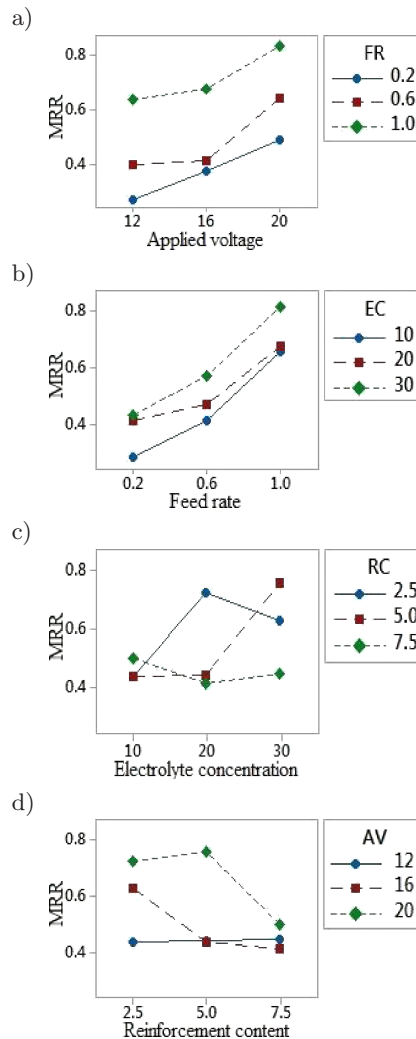 a)
FR
0.8
0.2
0.6
0.6
1.0
MRR
0.4
12 16 20
Applied voltage
b)
EC
0.8
10
20
0.6
30
MRR
0.4
0.2 0.6 1.0
Feed rate
c)
RC
0.8
2.5
5.0
0.6
7.5
MRR
0.4
10 20 30
Electrolyte concentration
d)
AV
0.8
12
16
0.6
20
MRR
0.4
2.5 5.0 7.5
Reinforcement content